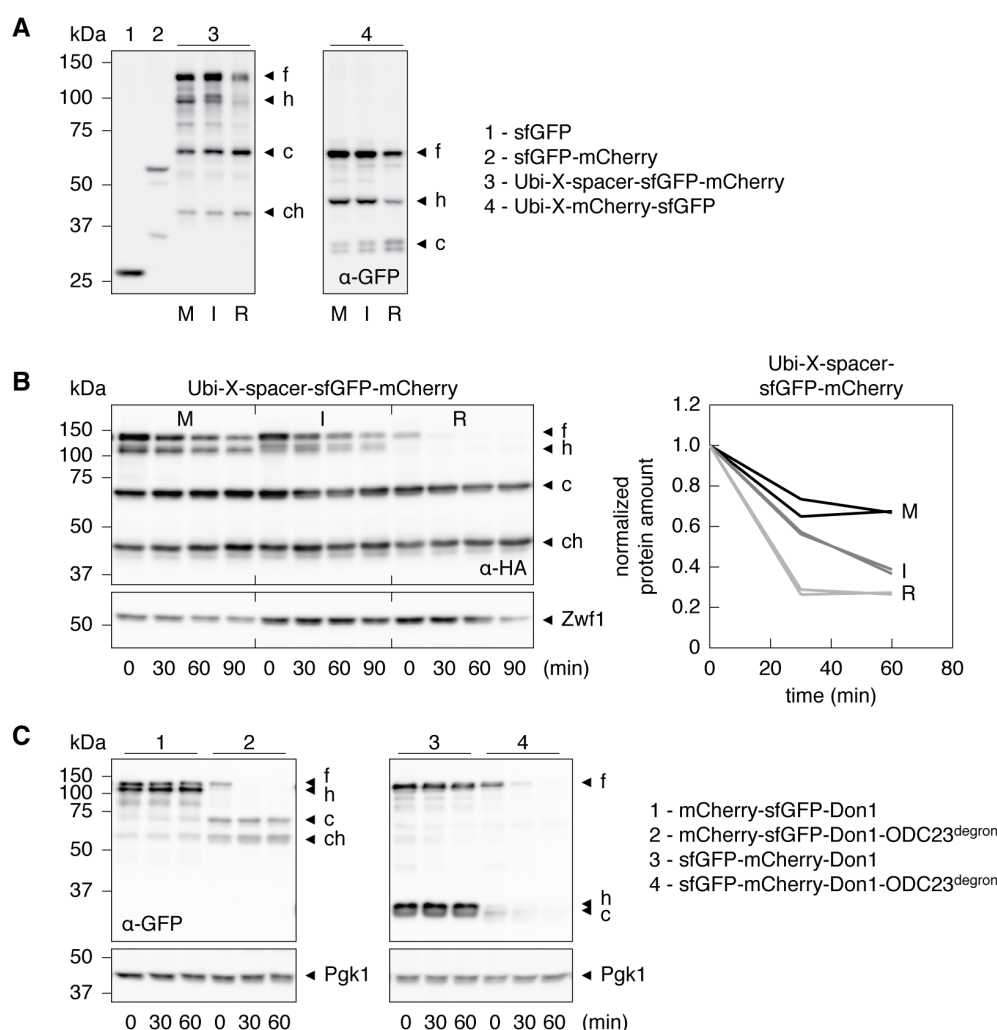 A
kDa 1 2 3 4
150
100
75
50
37
25
f
h
c
ch
f
h
c
α-GFP
M I R M I R
1 - sfGFP
2 - sfGFP-mCherry
3 - Ubi-X-spacer-sfGFP-mCherry
4 - Ubi-X-mCherry-sfGFP
B
kDa Ubi-X-spacer-sfGFP-mCherry
M I R
150
100
75
50
37
f
h
c
ch
α-HA
50
Zwf1
0 30 60 90 0 30 60 90 0 30 60 90 (min)
Ubi-X-spacer-
sfGFP-mCherry
normalized
protein amount
1.2
1.0
0.8
0.6
0.4
0.2
0
M
I
R
0 20 40 60 80
time (min)
C
kDa 1 2 3 4
150
100
75
50
37
f
h
c
ch
α-GFP
f
h
c
50
37
Pgk1
Pgk1
0 30 60 0 30 60 0 30 60 0 30 60 (min)
1 - mCherry-sfGFP-Don1
2 - mCherry-sfGFP-Don1-ODC23degron
3 - sfGFP-mCherry-Don1
4 - sfGFP-mCherry-Don1-ODC23degron